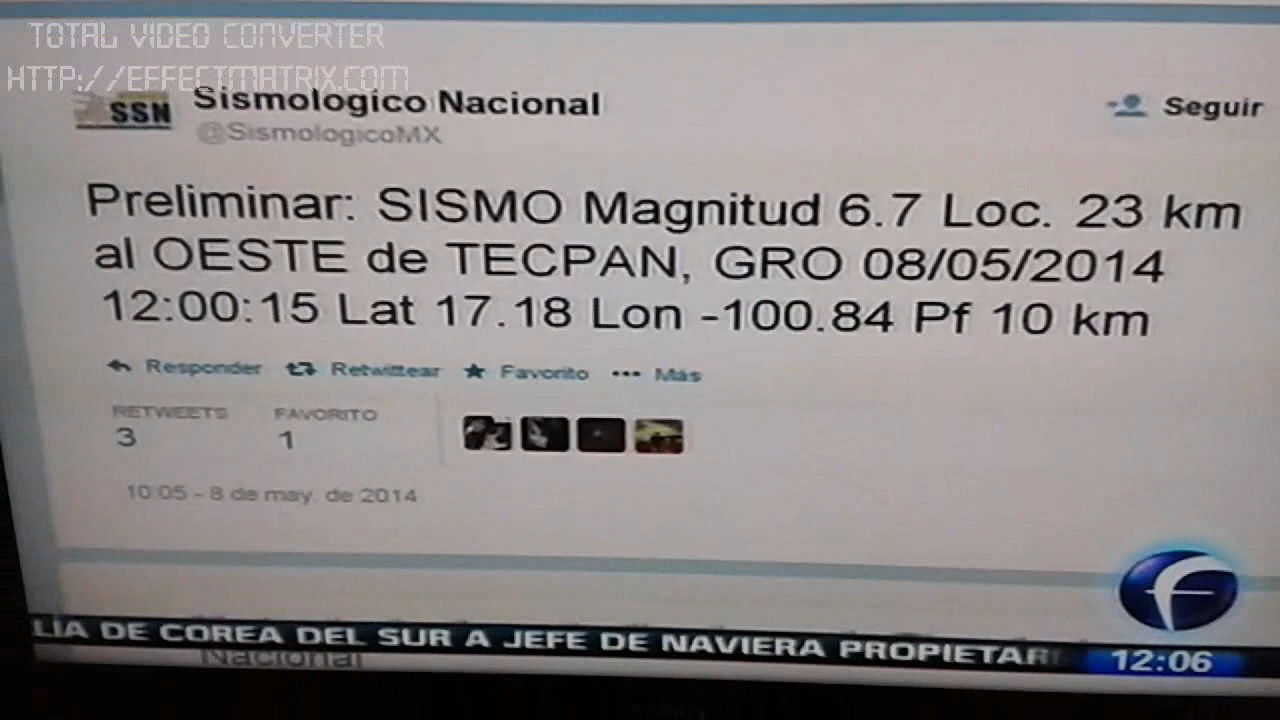 TOTAL VIDEO CONVERTER
HTTP://EFFECTMATRIX.COM
SSN
Sismologico Nacional
@SismologicoMX
Seguir
Preliminar: SISMO Magnitud 6.7 Loc. 23 km
al OESTE de TECPAN, GRO 08/05/2014
12:00:15 Lat 17.18 Lon -100.84 Pf 10 km
Responder Retwittear Favorito ••• Más
RETWEETS FAVORITO
3 1
10:05 - 8 de may. de 2014
LÍA DE COREA DEL SUR A JEFE DE NAVIERA PROPIETAR
Nacional
12:06